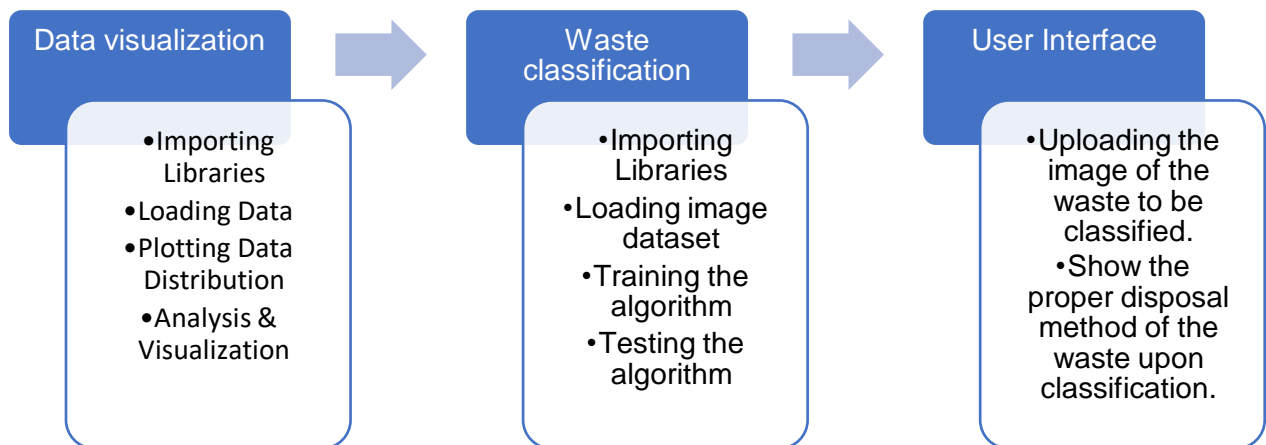 Data visualization
•Importing
Libraries
•Loading Data
•Plotting Data
Distribution
•Analysis &
Visualization
Waste
classification
•Importing
Libraries
•Loading image
dataset
•Training the
algorithm
•Testing the
algorithm
User Interface
•Uploading the
image of the
waste to be
classified.
•Show the
proper disposal
method of the
waste upon
classification.